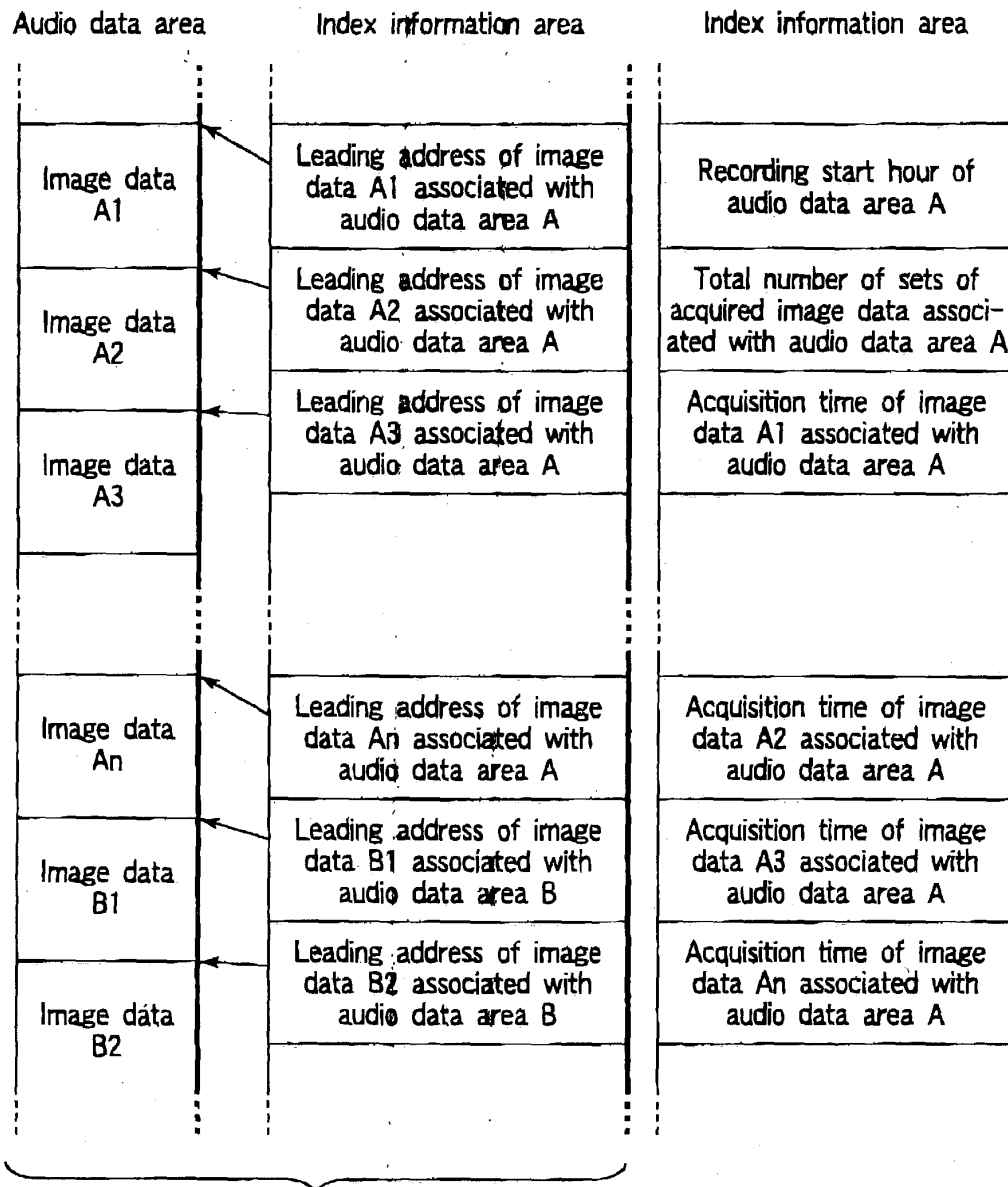 Audio data area
Image data
A1
Image data
A2
Image data
A3
Image data
An
Image data
B1
Image data
B2
Index information area
Leading address of image
data A1 associated with
audio data area A
Leading address of image
data A2 associated with
audio data area A
Leading address of image
data A3 associated with
audio data area A
Leading address of image
data An associated with
audio data area A
Leading address of image
data B1 associated with
audio data area B
Leading address of image
data B2 associated with
audio data area B
Index information area
Recording start hour of
audio data area A
Total number of sets of
acquired image data associ-
ated with audio data area A
Acquisition time of image
data A1 associated with
audio data area A
Acquisition time of image
data A2 associated with
audio data area A
Acquisition time of image
data A3 associated with
audio data area A
Acquisition time of image
data An associated with
audio data area A